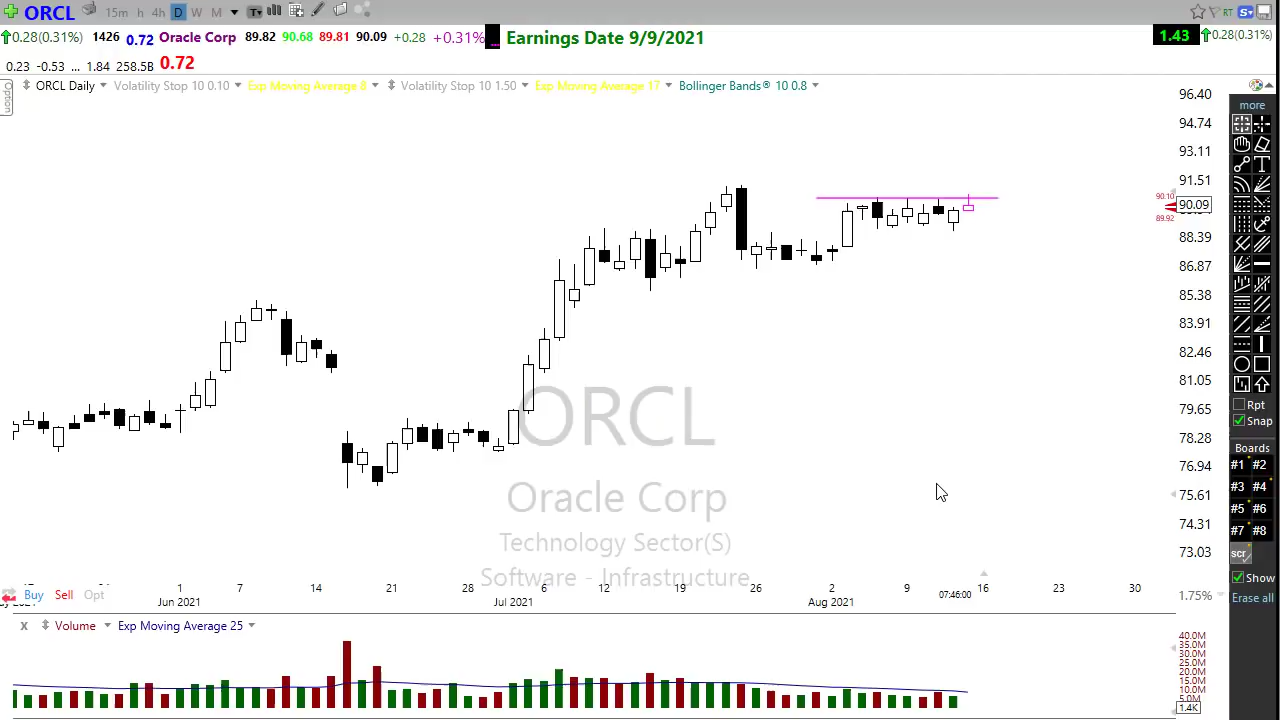 ORCL 15m h 4h D W M T RT S
0.28(0.31%) 1426 0.72 Oracle Corp 89.82 90.68 89.81 90.09 +0.28 +0.31% ... Earnings Date 9/9/2021 1.43 0.28(0.31%)
0.23 -0.53 ... 1.84 258.5B 0.72
Option
ORCL Daily Volatility Stop 10 0.10 Exp Moving Average 8 Volatility Stop 10 1.50 Exp Moving Average 17 Bollinger Bands® 10 0.8
96.40
94.74
93.11
91.51
90.10
90.09
89.92
88.39
86.87
85.38
83.91
82.46
81.05
79.65
78.28
76.94
75.61
74.31
73.03
1.75%
more
Rpt
Snap
Boards
#1 #2
#3 #4
#5 #6
#7 #8
scr
Show
Erase all
ORCL
Oracle Corp
Technology Sector(S)
Software - Infrastructure
Buy Sell Opt
1 7 14 21 28 6 12 19 26 2 9 07:46:00 16 23 30
Jun 2021 Jul 2021 Aug 2021
X Volume Exp Moving Average 25
40.0M
35.0M
30.0M
25.0M
20.0M
15.0M
10.0M
5.0M
1.4K